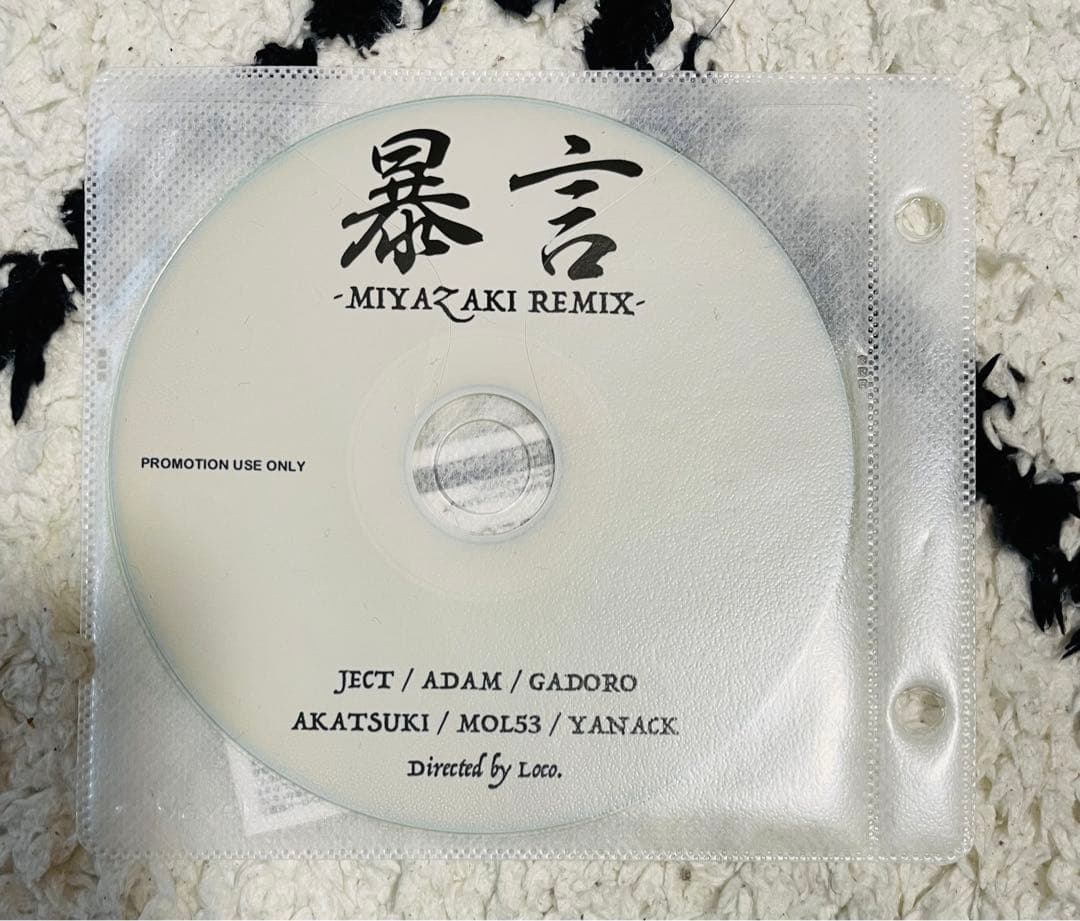 暴言
-MIYAZAKI REMIX-
PROMOTION USE ONLY
JECT / ADAM / GADORO
AKATSUKI / MOL53 / YANACK
Directed by Loco.